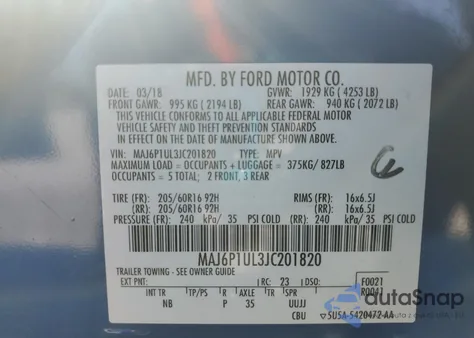 MFD. BY FORD MOTOR CO.
DATE: 03/18 GVWR: 1929 KG ( 4253 LB)
FRONT GAWR: 995 KG ( 2194 LB) REAR GAWR: 940 KG ( 2072 LB)
THIS VEHICLE CONFORMS TO ALL APPLICABLE FEDERAL MOTOR
VEHICLE SAFETY, BUMPER, AND THEFT PREVENTION STANDARDS
IN EFFECT ON THE DATE OF MANUFACTURE SHOWN ABOVE.
VIN: MAJ6P1UL3JC201820 TYPE: MPV
MAXIMUM LOAD = OCCUPANTS + LUGGAGE = 375KG/ 827LB
OCCUPANTS = 5 TOTAL: 2 FRONT, 3 REAR
TIRE (FR): 205/60R16 92H RIMS (FR): 16x6.5J
(RR): 205/60R16 92H (RR): 16x6.5J
PRESSURE (FR): 240 kPa/ 35 PSI COLD (RR): 240 kPa/ 35 PSI COLD
MAJ6P1UL3JC201820
TRAILER TOWING - SEE OWNER GUIDE
EXT PNT: RC: 23 DSO: F0021
R0041
INT TR TP/PS R AXLE TR SPR
NB P 35 UUJJ
CBU 5U5A-5420472-AA
autoSnap